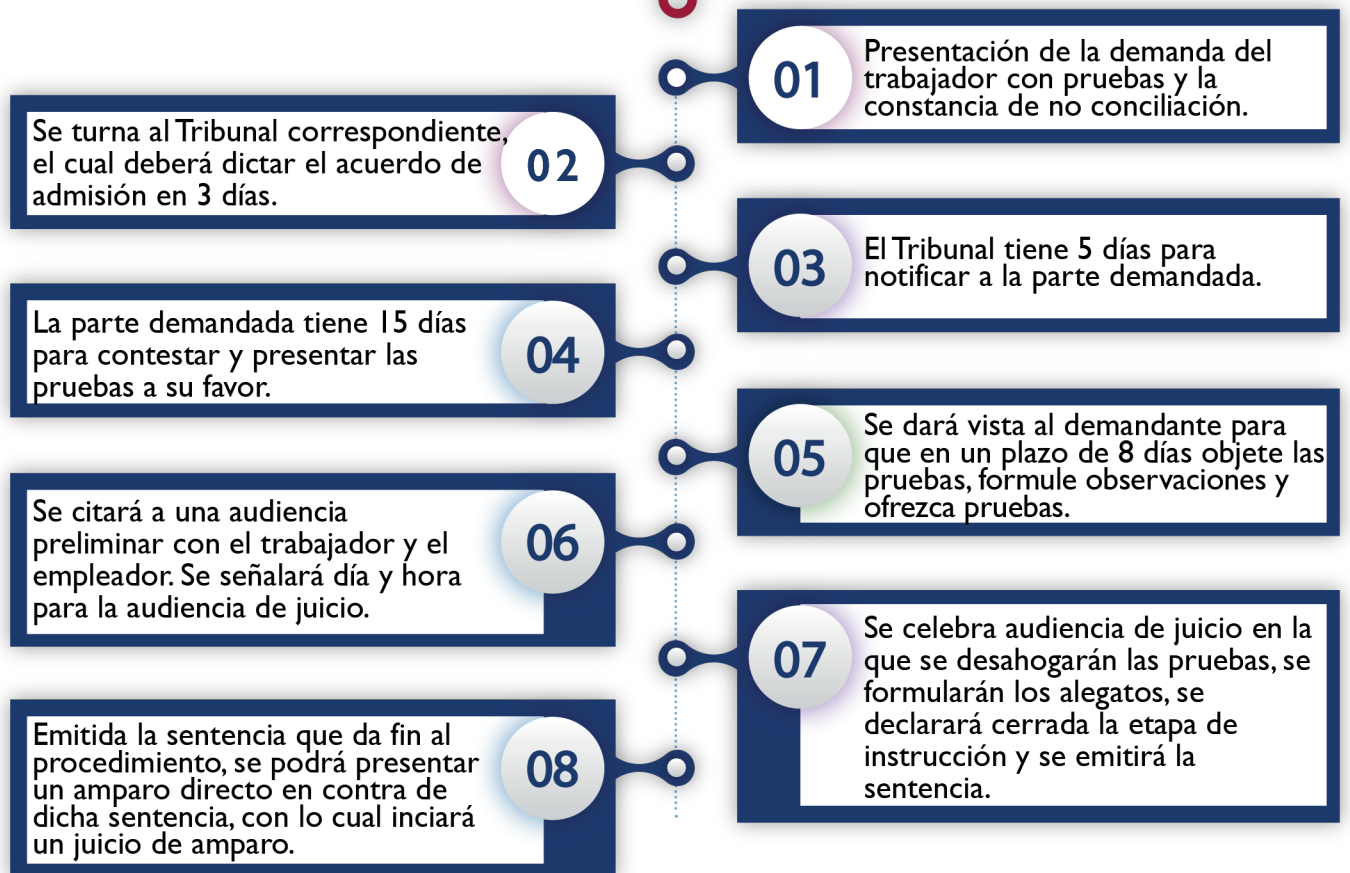 01
Presentación de la demanda del
trabajador con pruebas y la
constancia de no conciliación.
Se turna al Tribunal correspondiente,
el cual deberá dictar el acuerdo de
admisión en 3 días.
02
03
El Tribunal tiene 5 días para
notificar a la parte demandada.
La parte demandada tiene 15 días
para contestar y presentar las
pruebas a su favor.
04
05
Se dará vista al demandante para
que en un plazo de 8 días objete las
pruebas, formule observaciones y
ofrezca pruebas.
Se citará a una audiencia
preliminar con el trabajador y el
empleador. Se señalará día y hora
para la audiencia de juicio.
06
07
Se celebra audiencia de juicio en la
que se desahogarán las pruebas, se
formularán los alegatos, se
declarará cerrada la etapa de
instrucción y se emitirá la
sentencia.
Emitida la sentencia que da fin al
procedimiento, se podrá presentar
un amparo directo en contra de
dicha sentencia, con lo cual inciará
un juicio de amparo.
08